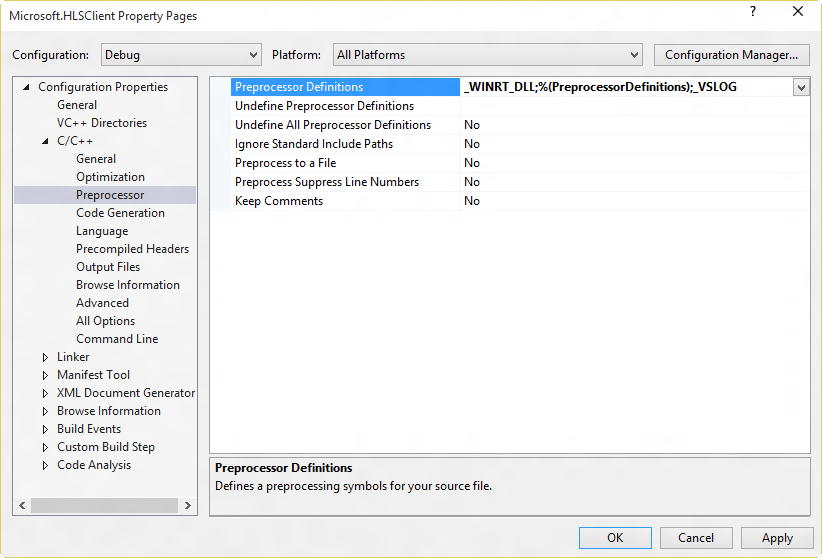 Microsoft.HLSClient Property Pages
?
Configuration: Debug Platform: All Platforms Configuration Manager...
Configuration Properties
General
VC++ Directories
C/C++
General
Optimization
Preprocessor
Code Generation
Language
Precompiled Headers
Output Files
Browse Information
Advanced
All Options
Command Line
Linker
Manifest Tool
XML Document Generator
Browse Information
Build Events
Custom Build Step
Code Analysis
Preprocessor Definitions _WINRT_DLL;%(PreprocessorDefinitions);_VSLOG
Undefine Preprocessor Definitions
Undefine All Preprocessor Definitions No
Ignore Standard Include Paths No
Preprocess to a File No
Preprocess Suppress Line Numbers No
Keep Comments No
Preprocessor Definitions
Defines a preprocessing symbols for your source file.
OK Cancel Apply